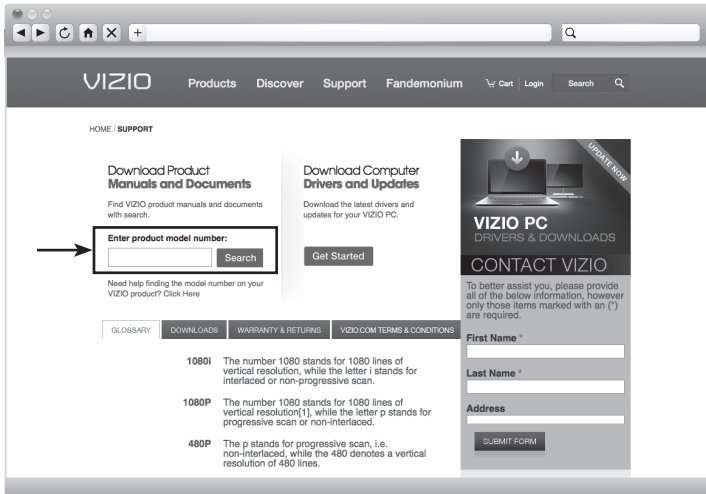 VIZIO
Products Discover Support Fandemonium Cart Login Search
HOME / SUPPORT
Download Product
Manuals and Documents
Find VIZIO product manuals and documents
with search.
Enter product model number:
Search
Need help finding the model number on your
VIZIO product? Click Here
Download Computer
Drivers and Updates
Download the latest drivers and
updates for your VIZIO PC.
Get Started
UPDATE NOW
VIZIO PC
DRIVERS & DOWNLOADS
CONTACT VIZIO
To better assist you, please provide
all of the below information, however
only those items marked with an (*)
are required.
First Name *
Last Name *
Address
SUBMIT FORM
GLOSSARY DOWNLOADS WARRANTY & RETURNS VIZIO.COM TERMS & CONDITIONS
1080i The number 1080 stands for 1080 lines of
vertical resolution, while the letter i stands for
interlaced or non-progressive scan.
1080P The number 1080 stands for 1080 lines of
vertical resolution[1], while the letter p stands for
progressive scan or non-interlaced.
480P The p stands for progressive scan, i.e.
non-interlaced, while the 480 denotes a vertical
resolution of 480 lines.